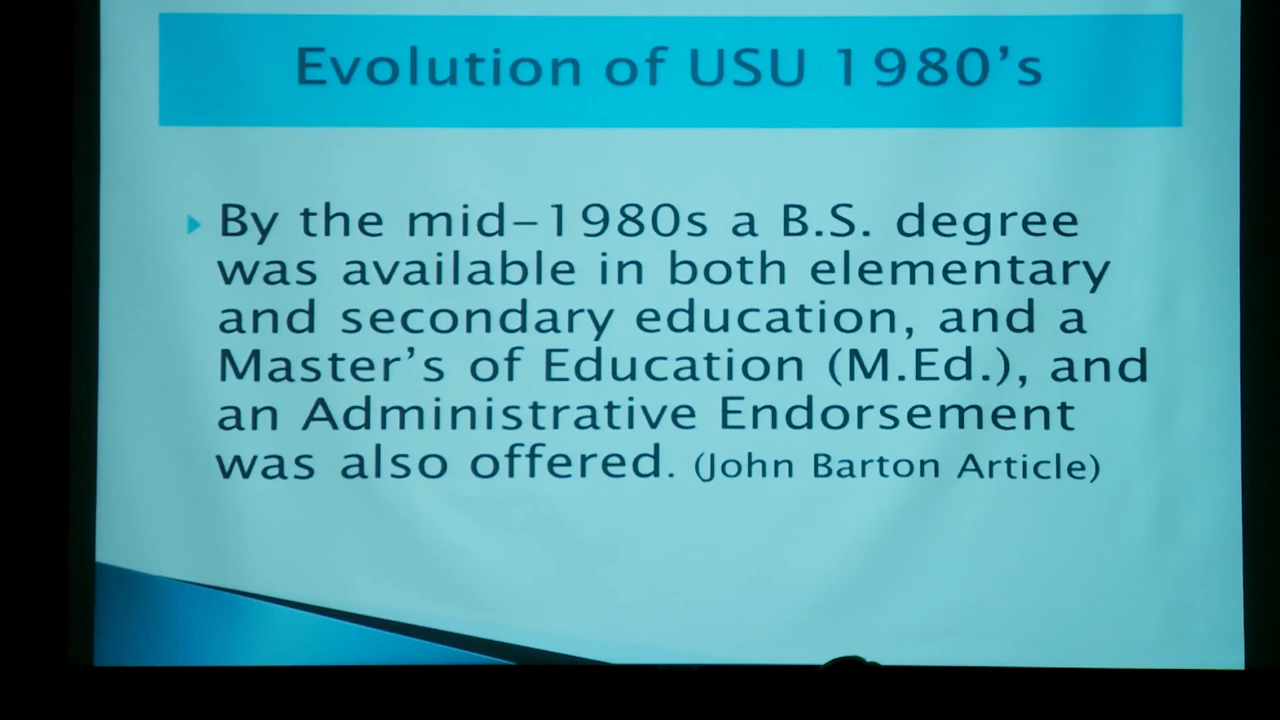 Evolution of USU 1980's
By the mid-1980s a B.S. degree
was available in both elementary
and secondary education, and a
Master's of Education (M.Ed.), and
an Administrative Endorsement
was also offered. (John Barton Article)